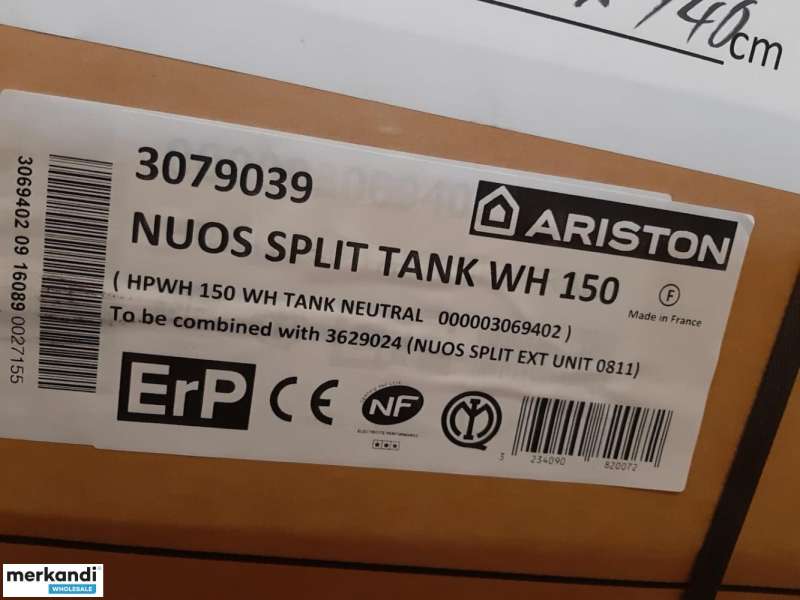 140cm
3079039
ARISTON
NUOS SPLIT TANK WH 150
( HPWH 150 WH TANK NEUTRAL 000003069402 )
F
Made in France
To be combined with 3629024 (NUOS SPLIT EXT UNIT 0811)
3069402 09 16089 0027155
ErP CE NF
ELECTRICITE PERFORMANCE
3 234090 820072
merkandi
WHOLESALE